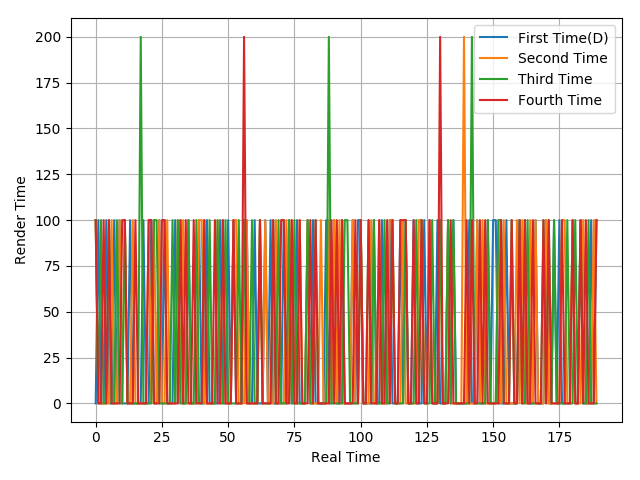 200
175
150
125
100
75
50
25
0
Render Time
0 25 50 75 100 125 150 175
Real Time
First Time(D)
Second Time
Third Time
Fourth Time